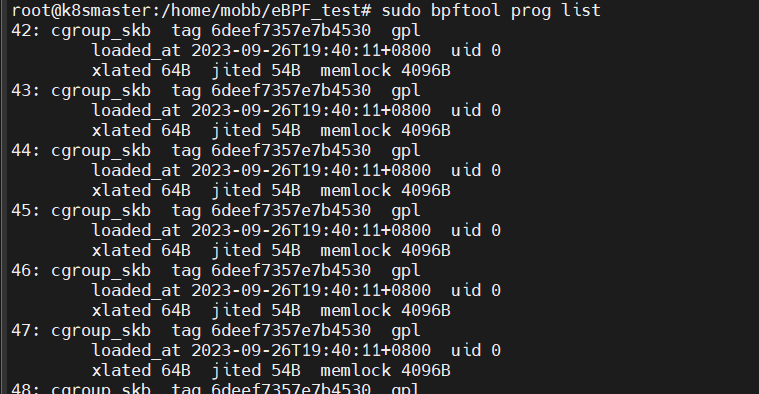 root@k8smaster:/home/mobb/eBPF_test# sudo bpftool prog list
42: cgroup_skb  tag 6deef7357e7b4530  gpl
        loaded_at 2023-09-26T19:40:11+0800  uid 0
        xlated 64B  jited 54B  memlock 4096B
43: cgroup_skb  tag 6deef7357e7b4530  gpl
        loaded_at 2023-09-26T19:40:11+0800  uid 0
        xlated 64B  jited 54B  memlock 4096B
44: cgroup_skb  tag 6deef7357e7b4530  gpl
        loaded_at 2023-09-26T19:40:11+0800  uid 0
        xlated 64B  jited 54B  memlock 4096B
45: cgroup_skb  tag 6deef7357e7b4530  gpl
        loaded_at 2023-09-26T19:40:11+0800  uid 0
        xlated 64B  jited 54B  memlock 4096B
46: cgroup_skb  tag 6deef7357e7b4530  gpl
        loaded_at 2023-09-26T19:40:11+0800  uid 0
        xlated 64B  jited 54B  memlock 4096B
47: cgroup_skb  tag 6deef7357e7b4530  gpl
        loaded_at 2023-09-26T19:40:11+0800  uid 0
        xlated 64B  jited 54B  memlock 4096B
48: cgroup_skb  tag 6deef7357e7b4530  gpl